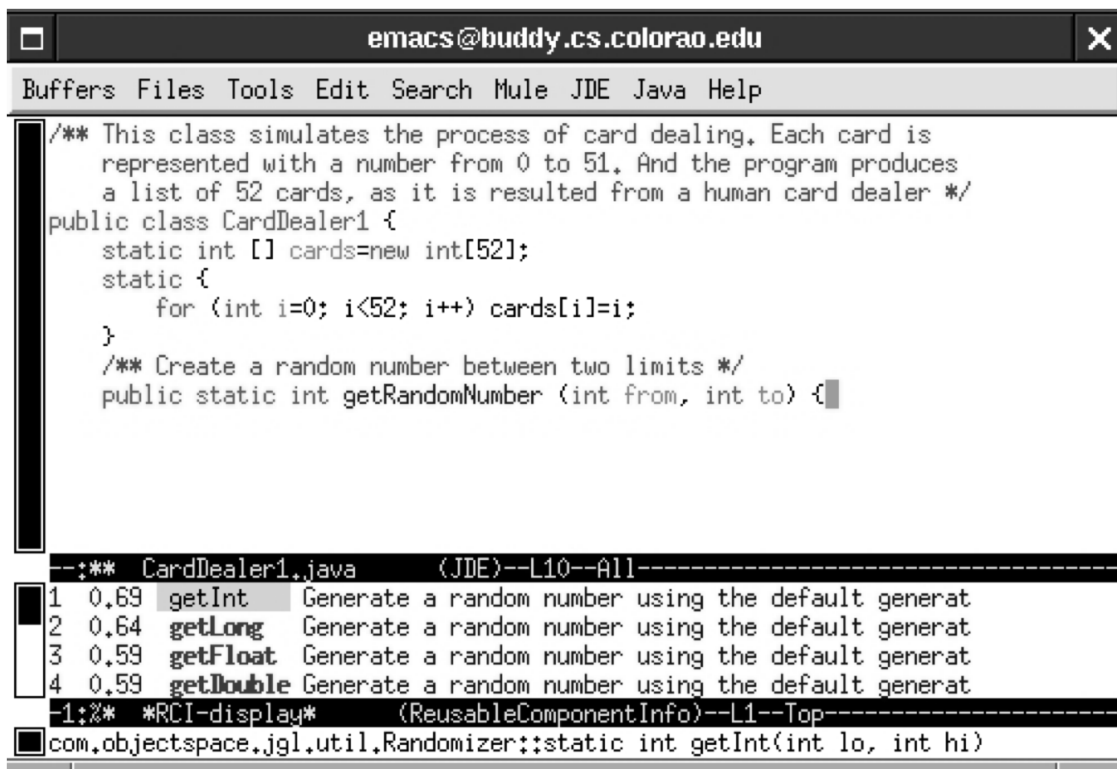 emacs@buddy.cs.colorao.edu
Buffers Files Tools Edit Search Mule JDE Java Help
/** This class simulates the process of card dealing. Each card is
represented with a number from 0 to 51. And the program produces
a list of 52 cards, as it is resulted from a human card dealer */
public class CardDealer1 {
static int [] cards=new int[52];
static {
for (int i=0; i<52; i++) cards[i]=i;
}
/** Create a random number between two limits */
public static int getRandomNumber (int from, int to) {
--:** CardDealer1.java (JDE)--L10--All----------------------------------------
1 0.69 getInt Generate a random number using the default generat
2 0.64 getLong Generate a random number using the default generat
3 0.59 getFloat Generate a random number using the default generat
4 0.59 getDouble Generate a random number using the default generat
-1:%* *RCI-display* (ReusableComponentInfo)--L1--Top----------------------
com.objectspace.jgl.util.Randomizer::static int getInt(int lo, int hi)